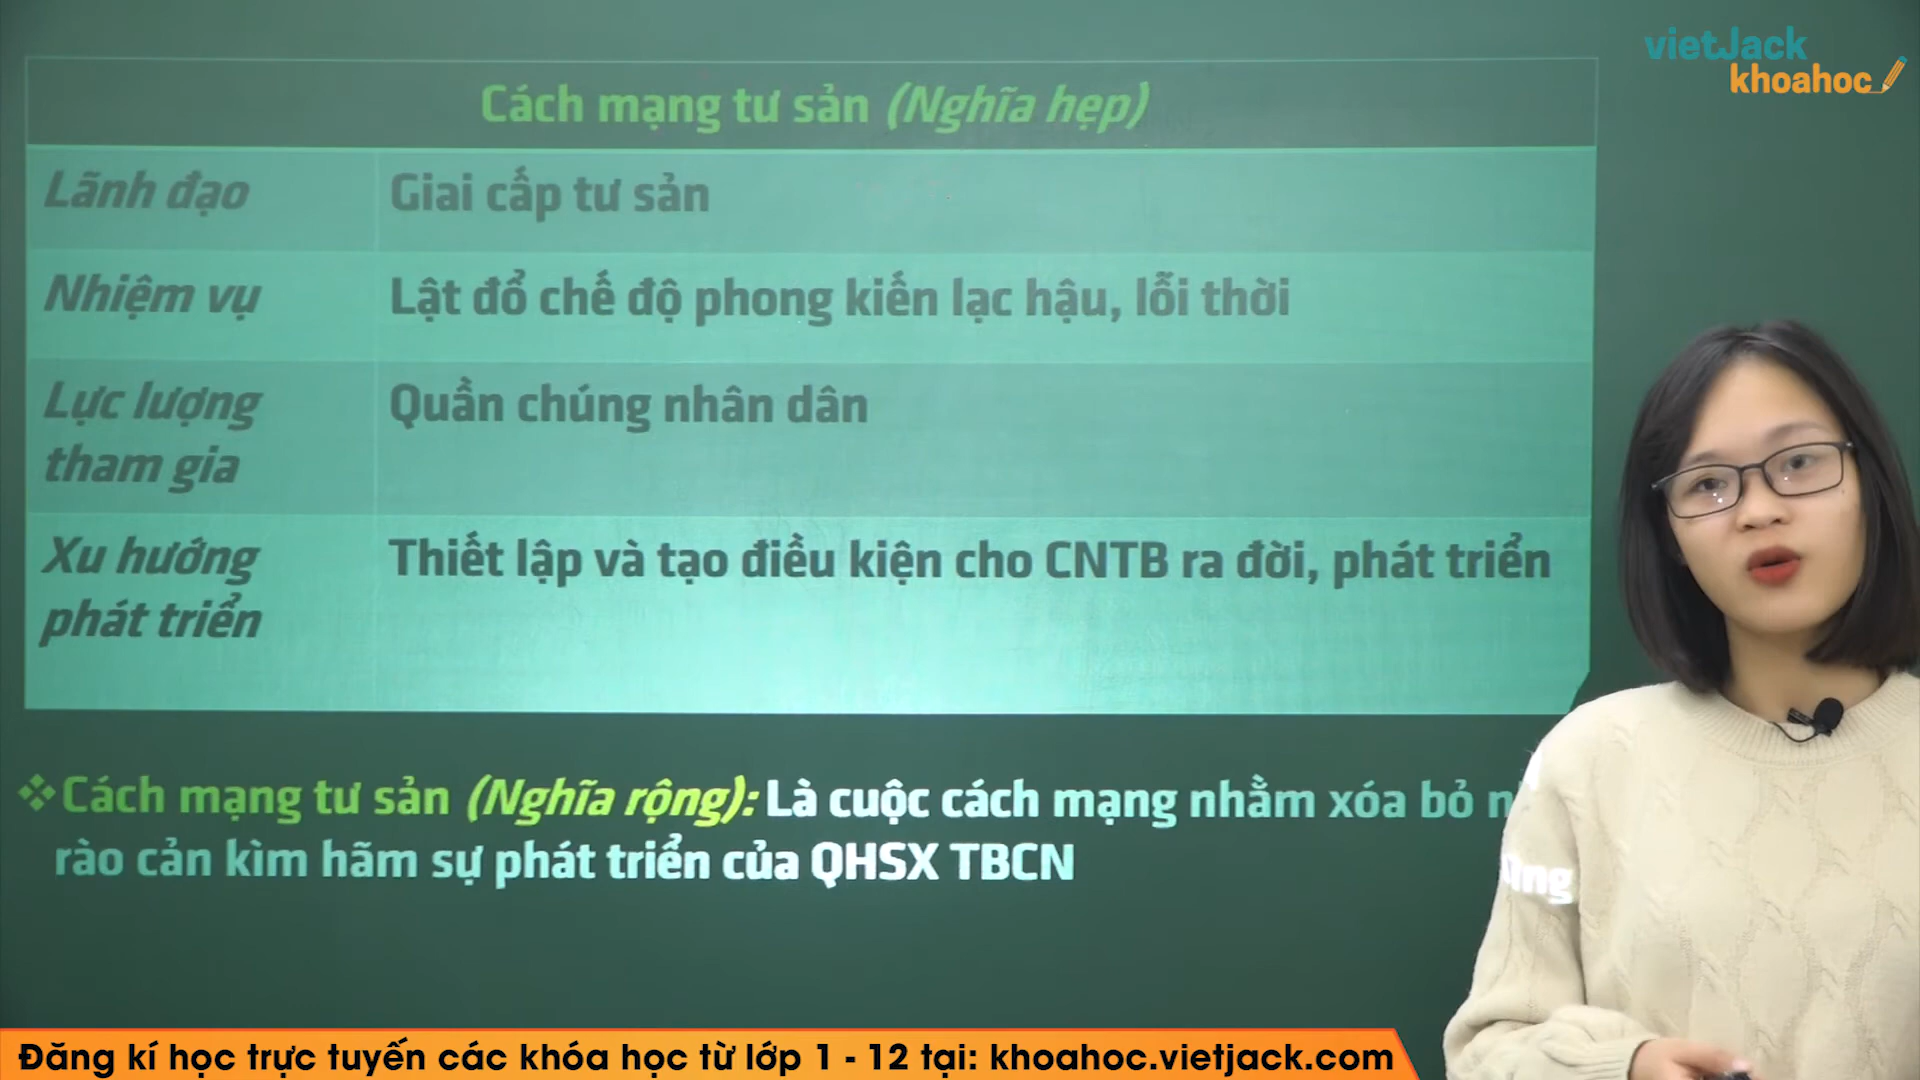 vietJack
khoahoc
Cách mạng tư sản (Nghĩa hẹp)
Lãnh đạo
Giai cấp tư sản
Nhiệm vụ
Lật đổ chế độ phong kiến lạc hậu, lỗi thời
Lực lượng
tham gia
Quần chúng nhân dân
Xu hướng
phát triển
Thiết lập và tạo điều kiện cho CNTB ra đời, phát triển
❖Cách mạng tư sản (Nghĩa rộng): Là cuộc cách mạng nhằm xóa bỏ
rào cản kìm hãm sự phát triển của QHSX TBCN
Đăng kí học trực tuyến các khóa học từ lớp 1 - 12 tại: khoahoc.vietjack.com